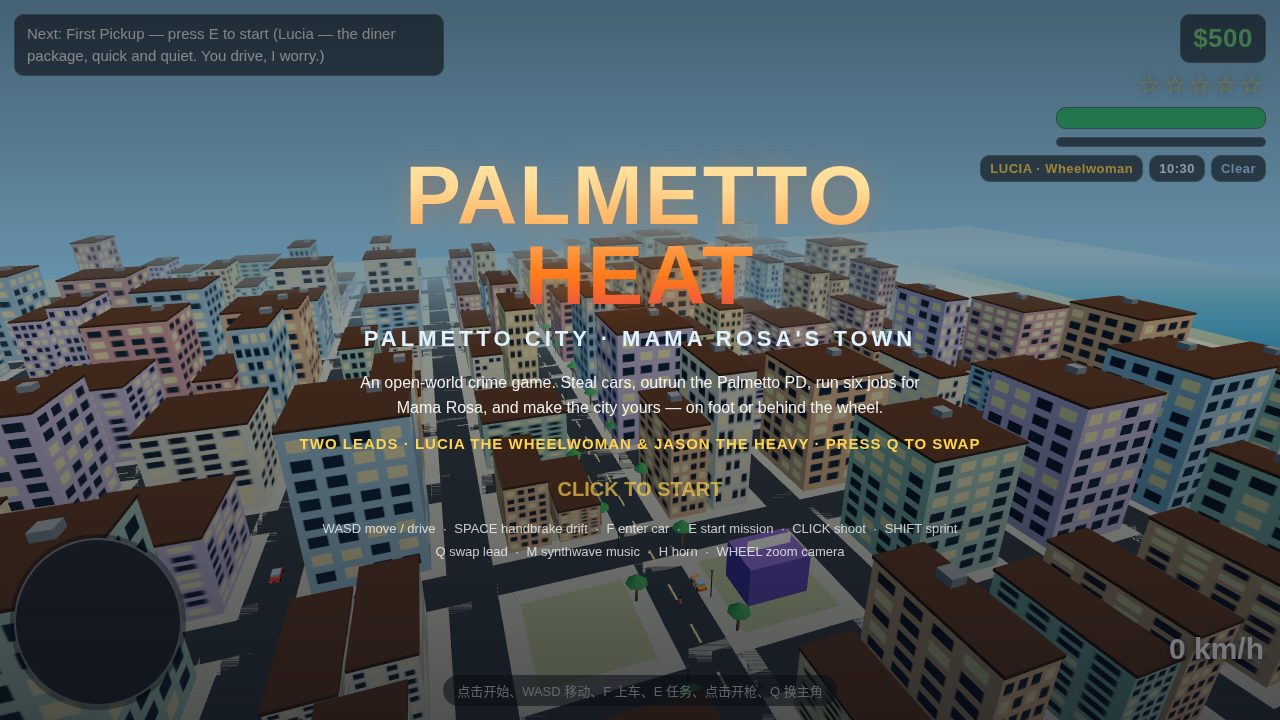 Next: First Pickup — press E to start (Lucia — the diner
package, quick and quiet. You drive, I worry.)
$500
☆ ☆ ☆ ☆ ☆
LUCIA · Wheelwoman
10:30
Clear
PALMETTO
HEAT
PALMETTO CITY · MAMA ROSA'S TOWN
An open-world crime game. Steal cars, outrun the Palmetto PD, run six jobs for
Mama Rosa, and make the city yours — on foot or behind the wheel.
TWO LEADS · LUCIA THE WHEELWOMAN & JASON THE HEAVY · PRESS Q TO SWAP
CLICK TO START
WASD move / drive · SPACE handbrake drift · F enter car · E start mission · CLICK shoot · SHIFT sprint
Q swap lead · M synthwave music · H horn · WHEEL zoom camera
0 km/h
点击开始、WASD 移动、F 上车、E 任务、点击开枪、Q 换主角